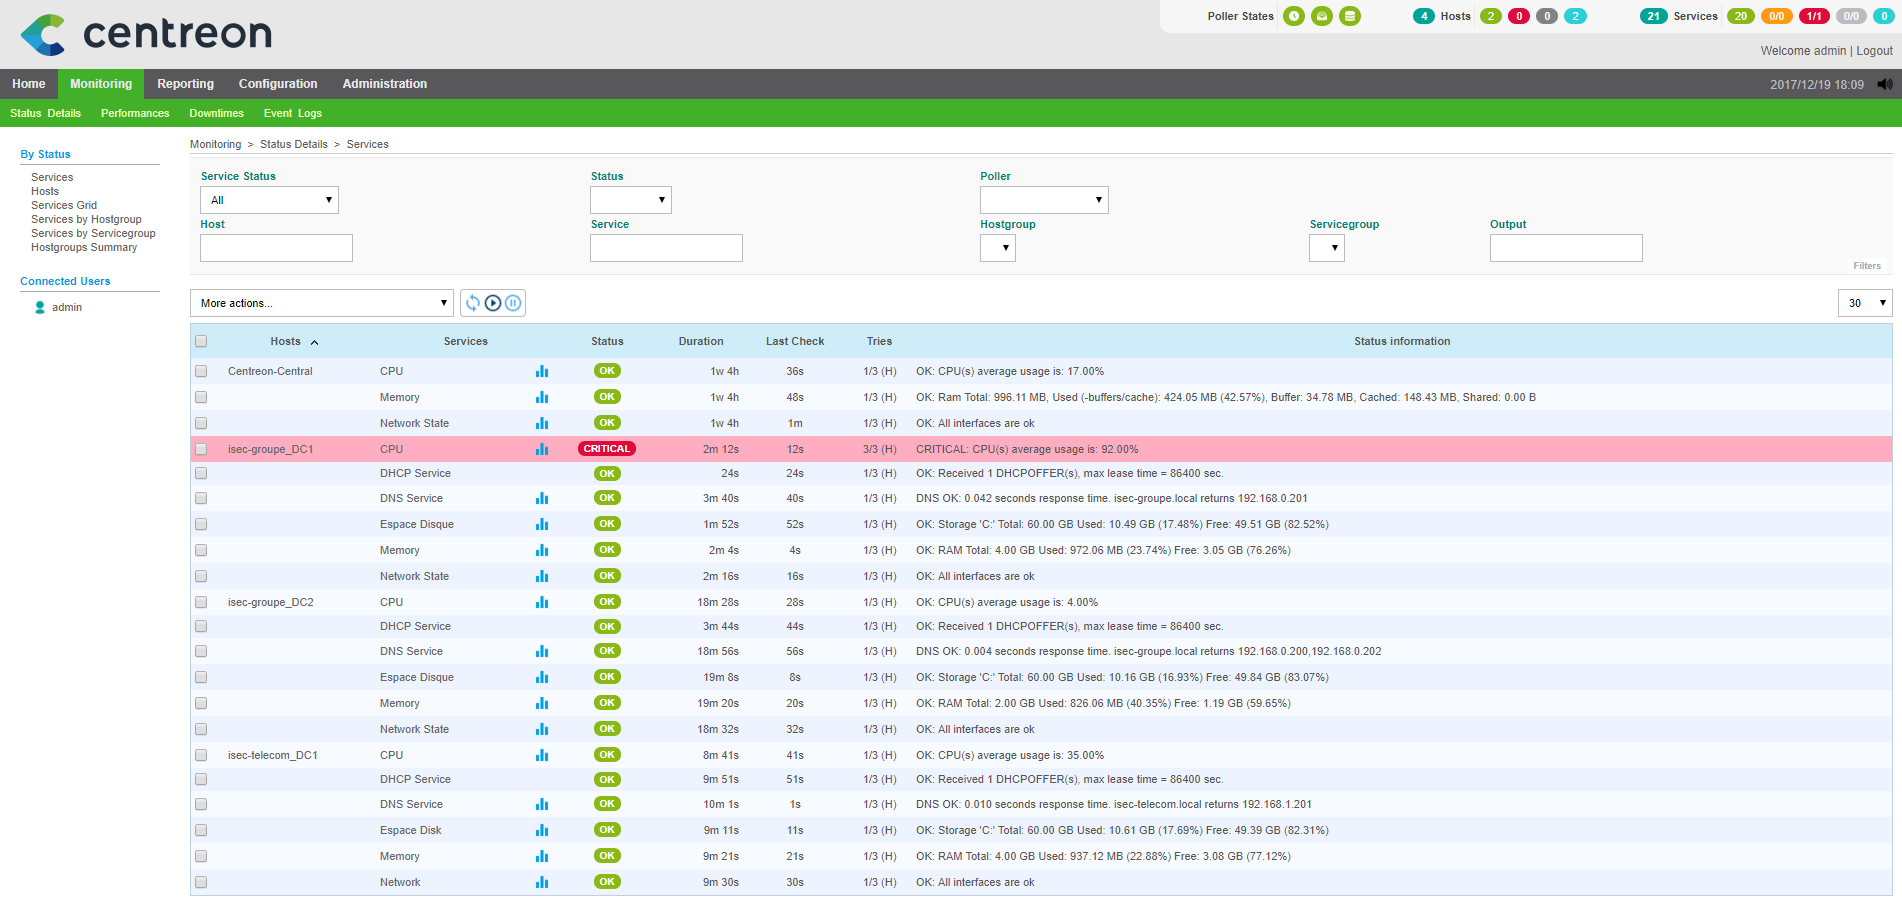 centreon
Poller States 4 Hosts 2 0 0 2 21 Services 20 0/0 1/1 0/0 0
Welcome admin | Logout
Home Monitoring Reporting Configuration Administration 2017/12/19 18:09
Status Details Performances Downtimes Event Logs
By Status
Services
Hosts
Services Grid
Services by Hostgroup
Services by Servicegroup
Hostgroups Summary
Connected Users
admin
Monitoring > Status Details > Services
Service Status Status Poller
All
Host Service Hostgroup Servicegroup Output
Filters
More actions... 30
Hosts Services Status Duration Last Check Tries Status information
Centreon-Central CPU OK 1w 4h 36s 1/3 (H) OK: CPU(s) average usage is: 17.00%
Memory OK 1w 4h 48s 1/3 (H) OK: Ram Total: 996.11 MB, Used (-buffers/cache): 424.05 MB (42.57%), Buffer: 34.78 MB, Cached: 148.43 MB, Shared: 0.00 B
Network State OK 1w 4h 1m 1/3 (H) OK: All interfaces are ok
isec-groupe_DC1 CPU CRITICAL 2m 12s 12s 3/3 (H) CRITICAL: CPU(s) average usage is: 92.00%
DHCP Service OK 24s 24s 1/3 (H) OK: Received 1 DHCPOFFER(s), max lease time = 86400 sec.
DNS Service OK 3m 40s 40s 1/3 (H) DNS OK: 0.042 seconds response time. isec-groupe.local returns 192.168.0.201
Espace Disque OK 1m 52s 52s 1/3 (H) OK: Storage 'C:' Total: 60.00 GB Used: 10.49 GB (17.48%) Free: 49.51 GB (82.52%)
Memory OK 2m 4s 4s 1/3 (H) OK: RAM Total: 4.00 GB Used: 972.06 MB (23.74%) Free: 3.05 GB (76.26%)
Network State OK 2m 16s 16s 1/3 (H) OK: All interfaces are ok
isec-groupe_DC2 CPU OK 18m 28s 28s 1/3 (H) OK: CPU(s) average usage is: 4.00%
DHCP Service OK 3m 44s 44s 1/3 (H) OK: Received 1 DHCPOFFER(s), max lease time = 86400 sec.
DNS Service OK 18m 56s 56s 1/3 (H) DNS OK: 0.004 seconds response time. isec-groupe.local returns 192.168.0.200,192.168.0.202
Espace Disque OK 19m 8s 8s 1/3 (H) OK: Storage 'C:' Total: 60.00 GB Used: 10.16 GB (16.93%) Free: 49.84 GB (83.07%)
Memory OK 19m 20s 20s 1/3 (H) OK: RAM Total: 2.00 GB Used: 826.06 MB (40.35%) Free: 1.19 GB (59.65%)
Network State OK 18m 32s 32s 1/3 (H) OK: All interfaces are ok
isec-telecom_DC1 CPU OK 8m 41s 41s 1/3 (H) OK: CPU(s) average usage is: 35.00%
DHCP Service OK 9m 51s 51s 1/3 (H) OK: Received 1 DHCPOFFER(s), max lease time = 86400 sec.
DNS Service OK 10m 1s 1s 1/3 (H) DNS OK: 0.010 seconds response time. isec-telecom.local returns 192.168.1.201
Espace Disk OK 9m 11s 11s 1/3 (H) OK: Storage 'C:' Total: 60.00 GB Used: 10.61 GB (17.69%) Free: 49.39 GB (82.31%)
Memory OK 9m 21s 21s 1/3 (H) OK: RAM Total: 4.00 GB Used: 937.12 MB (22.88%) Free: 3.08 GB (77.12%)
Network OK 9m 30s 30s 1/3 (H) OK: All interfaces are ok